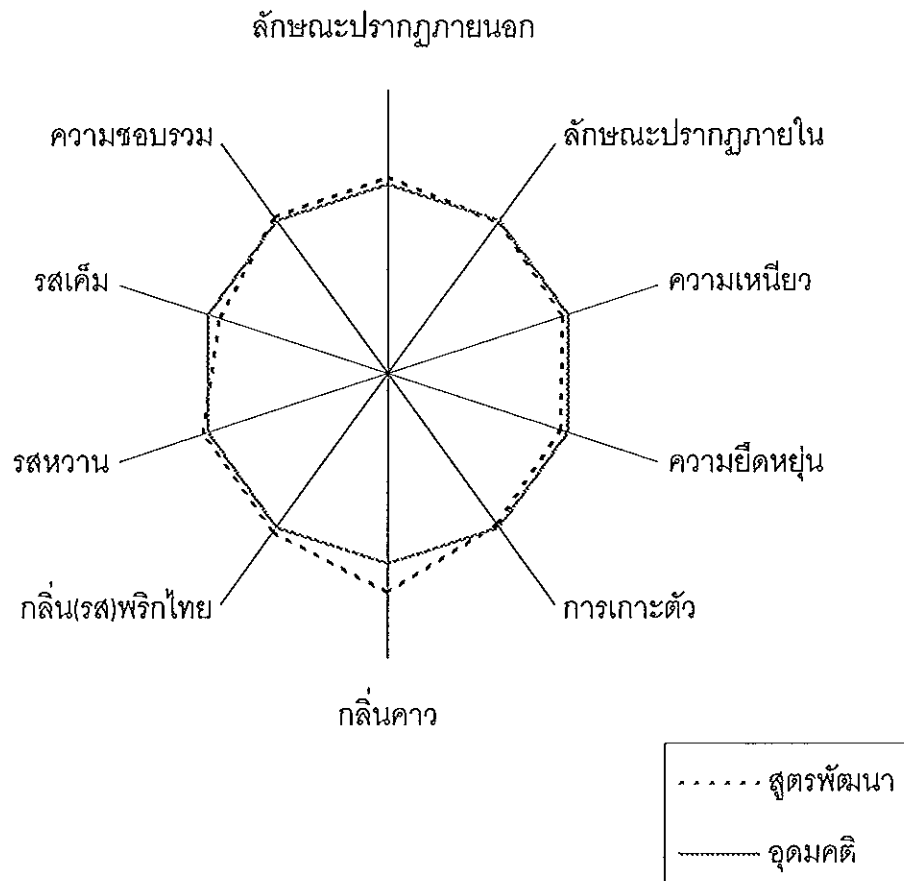 ลักษณะปรากฏภายนอก
ความชอบรวม
ลักษณะปรากฏภายใน
รสเค็ม
ความเหนียว
รสหวาน
ความยืดหยุ่น
กลิ่น(รส)พริกไทย
การเกาะตัว
กลิ่นคาว
สูตรพัฒนา
อุดมคติ